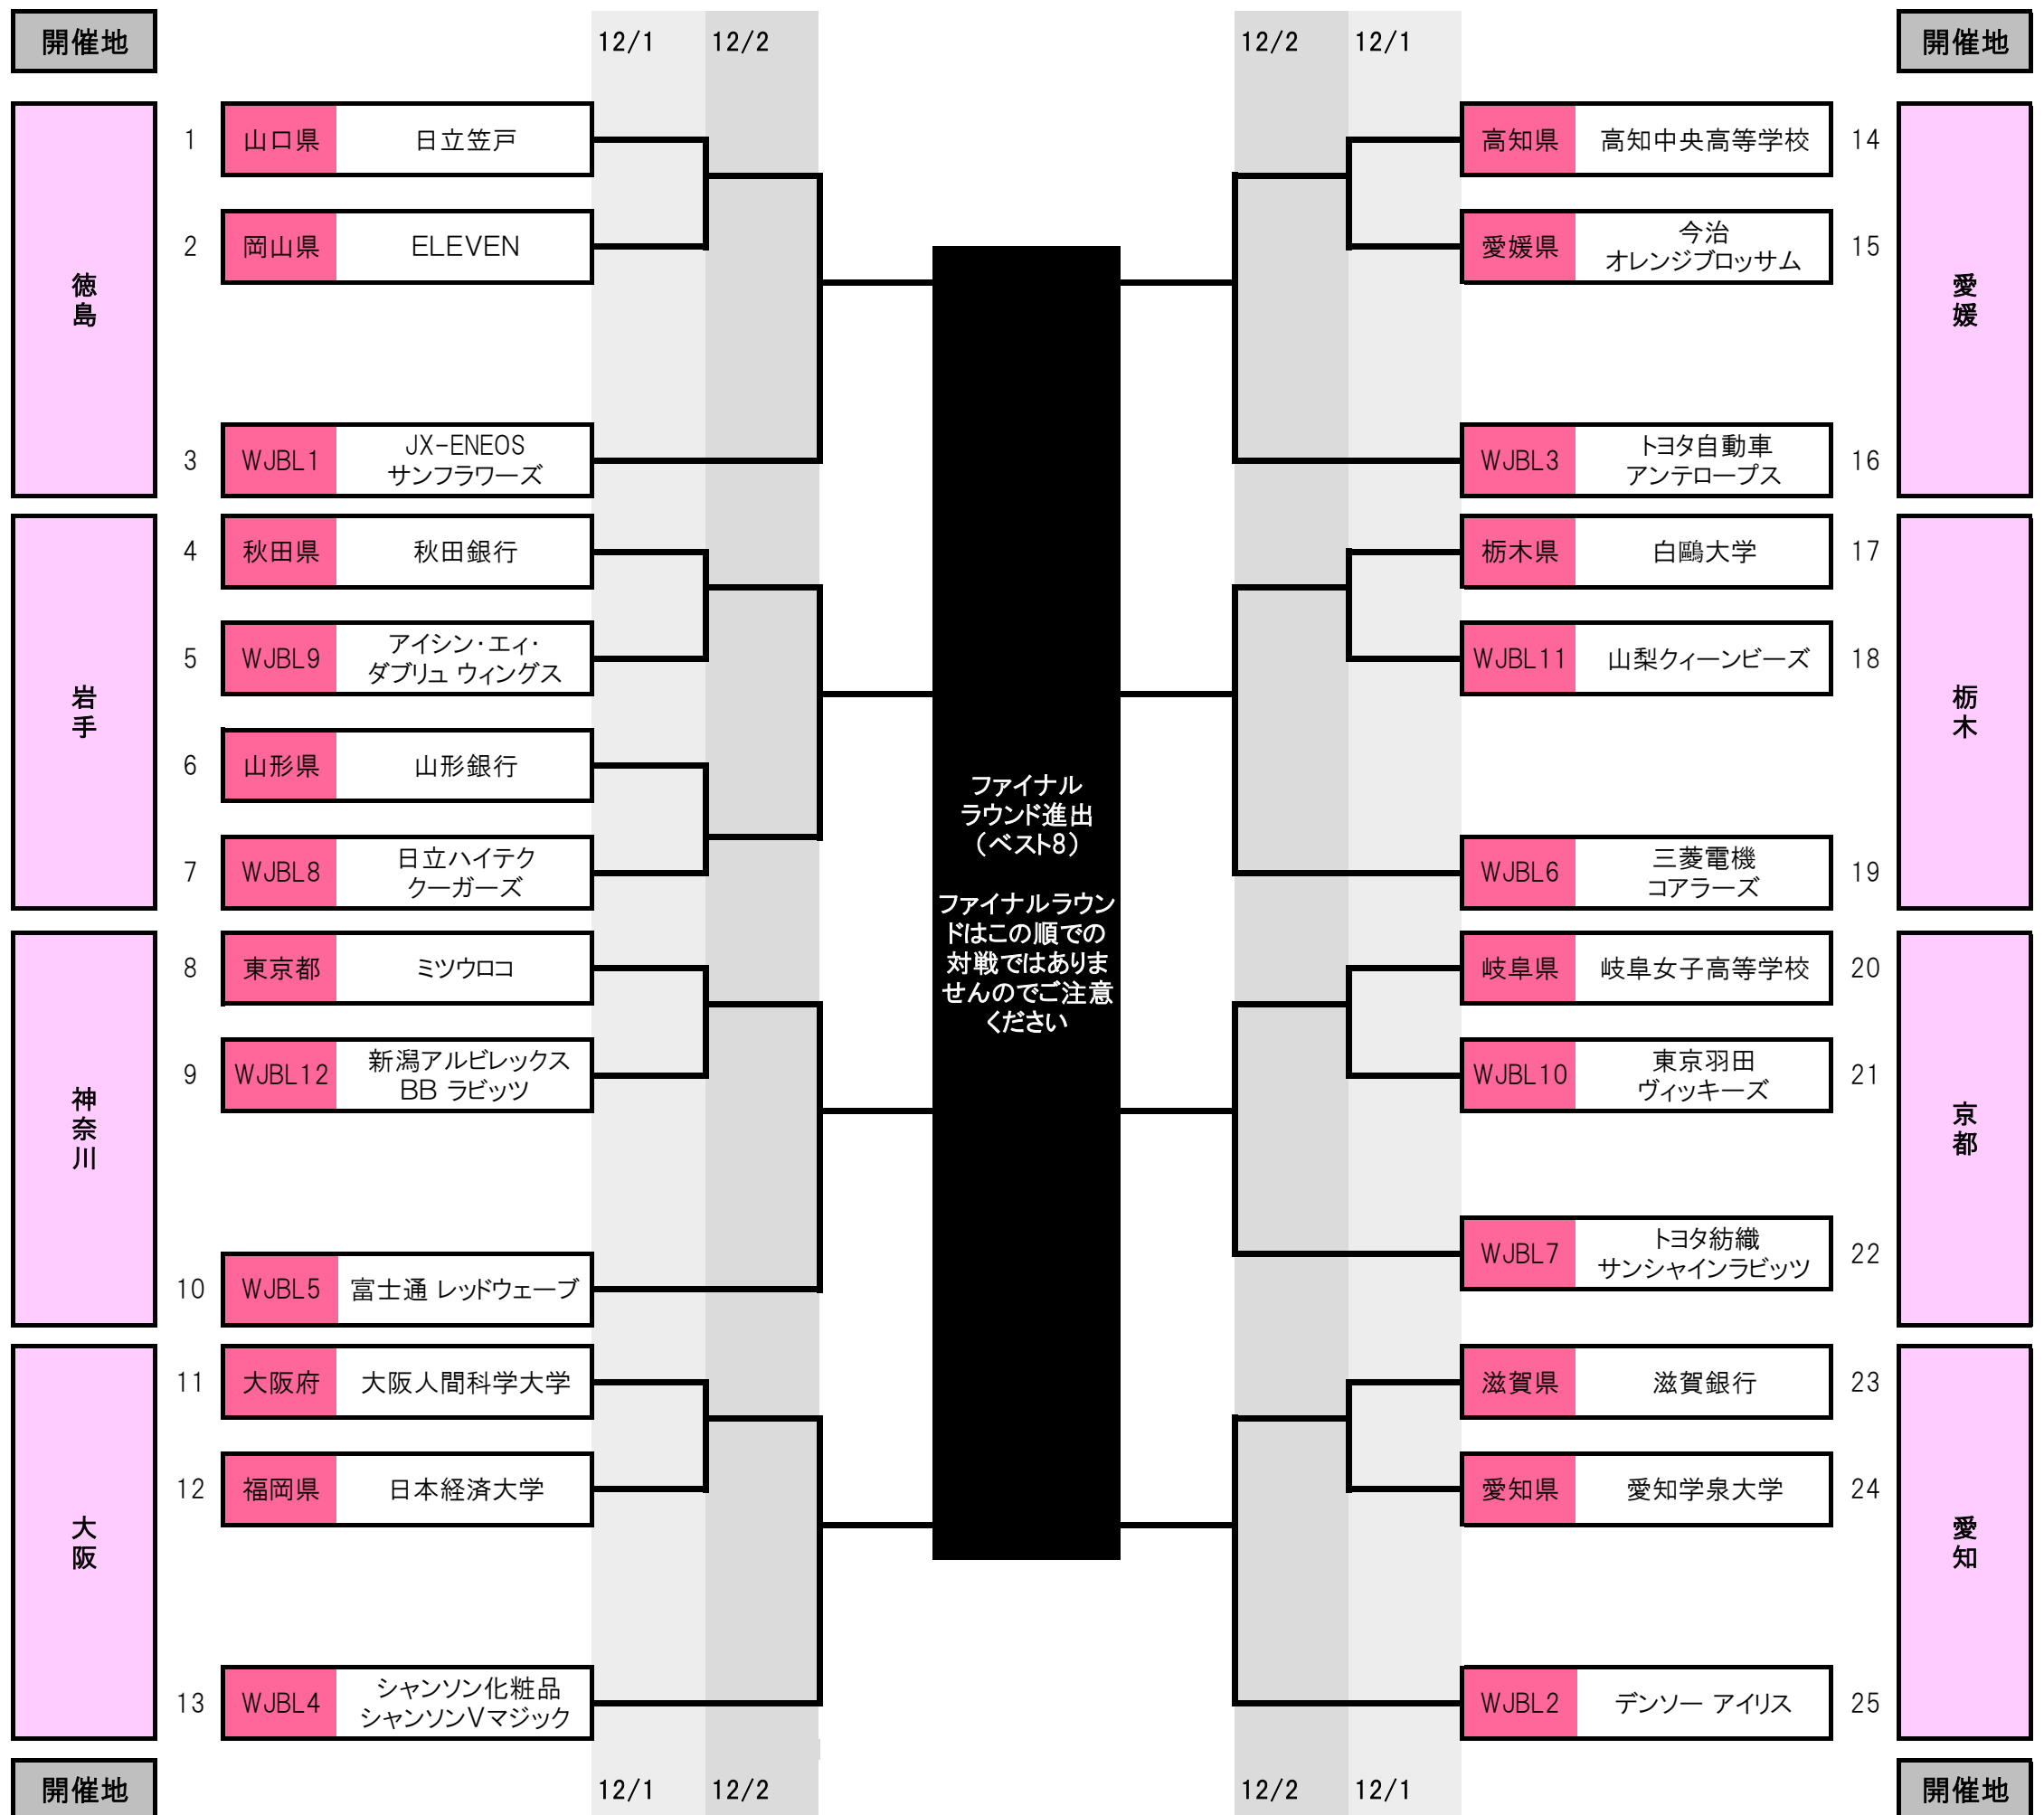 開催地
12/1
12/2
12/2
12/1
開催地
徳島
1
山口県
日立笠戸
2
岡山県
ELEVEN
3
WJBL1
JX-ENEOS
サンフラワーズ
岩手
4
秋田県
秋田銀行
5
WJBL9
アイシン・エィ・
ダブリュ ウィングス
6
山形県
山形銀行
7
WJBL8
日立ハイテク
クーガーズ
神奈川
8
東京都
ミツウロコ
9
WJBL12
新潟アルビレックス
BB ラビッツ
10
WJBL5
富士通 レッドウェーブ
大阪
11
大阪府
大阪人間科学大学
12
福岡県
日本経済大学
13
WJBL4
シャンソン化粧品
シャンソンVマジック
ファイナル
ラウンド進出
(ベスト8)
ファイナルラウン
ドはこの順での
対戦ではありま
せんのでご注意
ください
高知県
高知中央高等学校
14
愛媛県
今治
オレンジブロッサム
15
WJBL3
トヨタ自動車
アンテロープス
16
愛媛
栃木県
白鷗大学
17
WJBL11
山梨クィーンビーズ
18
WJBL6
三菱電機
コアラーズ
19
栃木
岐阜県
岐阜女子高等学校
20
WJBL10
東京羽田
ヴィッキーズ
21
WJBL7
トヨタ紡織
サンシャインラビッツ
22
京都
滋賀県
滋賀銀行
23
愛知県
愛知学泉大学
24
WJBL2
デンソー アイリス
25
愛知
開催地
12/1
12/2
12/2
12/1
開催地